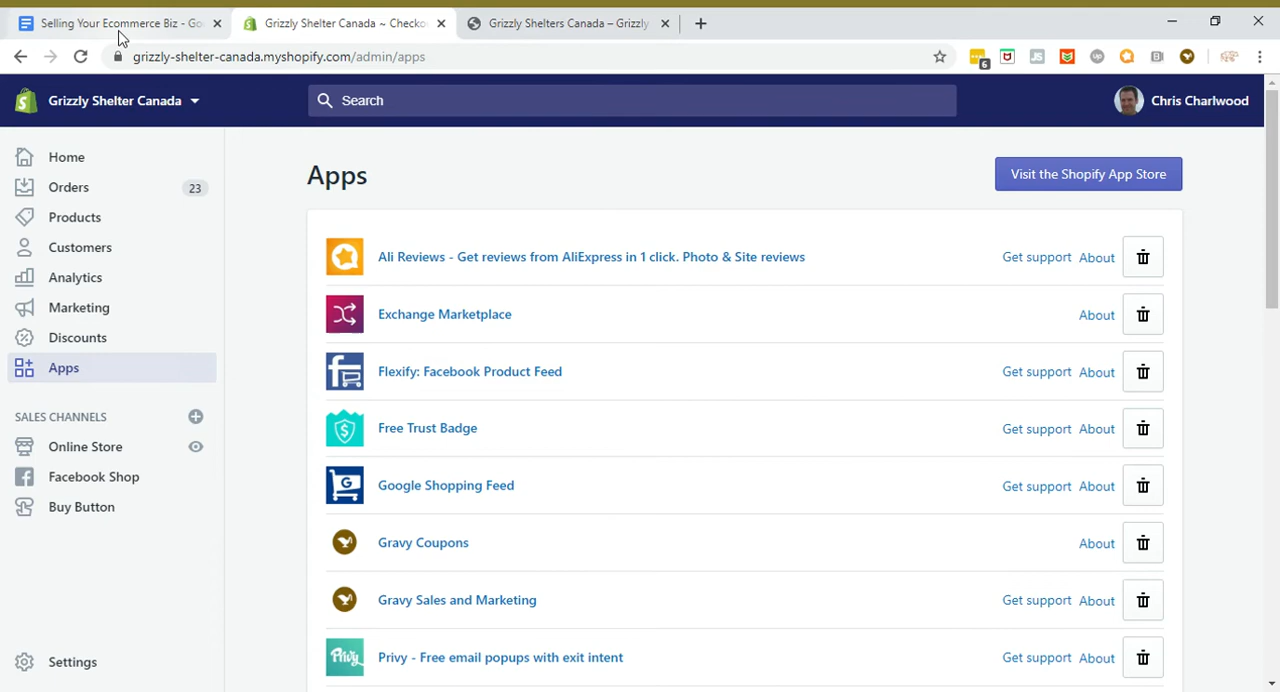 Selling Your Ecommerce Biz - Go
Grizzly Shelter Canada ~ Checko
Grizzly Shelters Canada – Grizzly
grizzly-shelter-canada.myshopify.com/admin/apps
6
JS
Up
Grizzly Shelter Canada
Search
Chris Charlwood
Home
Orders
23
Products
Customers
Analytics
Marketing
Discounts
Apps
SALES CHANNELS
Online Store
Facebook Shop
Buy Button
Settings
Apps
Visit the Shopify App Store
Ali Reviews - Get reviews from AliExpress in 1 click. Photo & Site reviews
Get support About
Exchange Marketplace
About
Flexify: Facebook Product Feed
Get support About
Free Trust Badge
Get support About
Google Shopping Feed
Get support About
Gravy Coupons
About
Gravy Sales and Marketing
Get support About
Privy
Privy - Free email popups with exit intent
Get support About